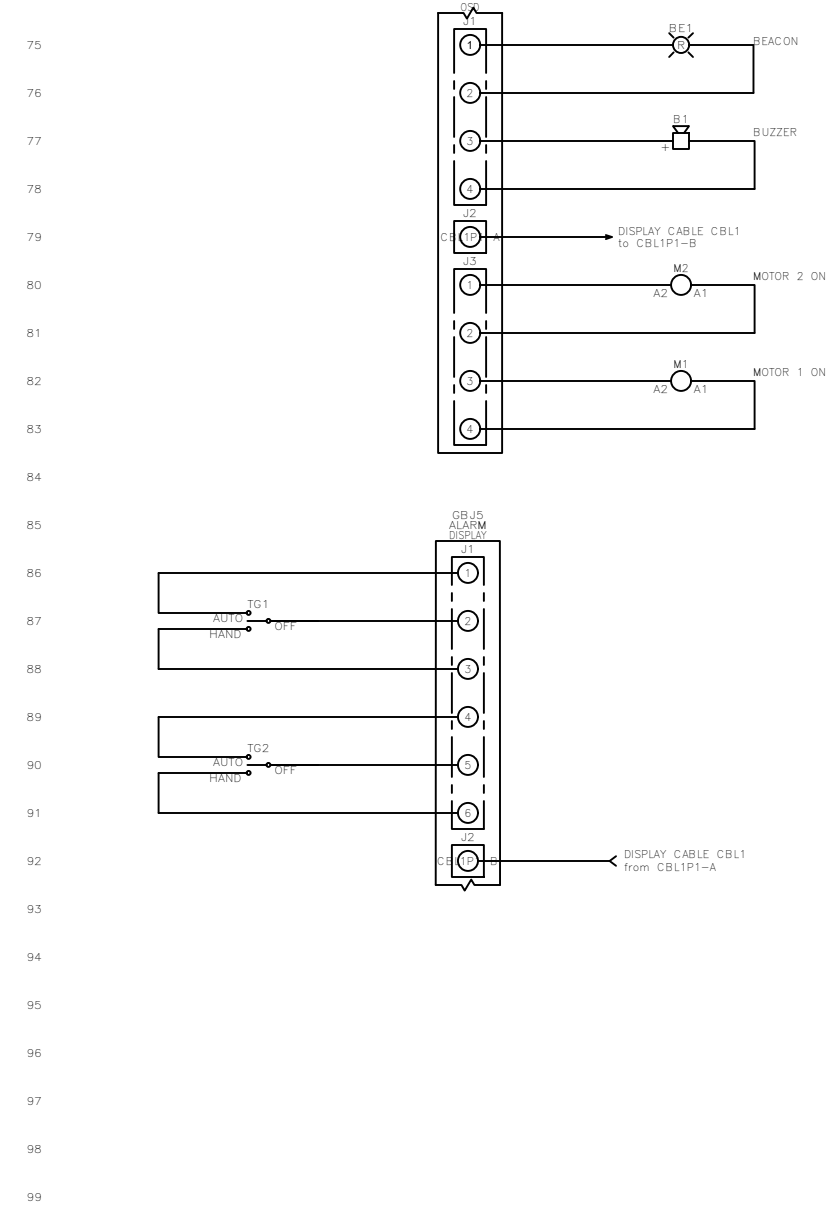 OSD
J1
75
1
BE1
R
BEACON
76
2
B1
BUZZER
77
3
+
78
4
J2
79
CBL1P1-A
DISPLAY CABLE CBL1
to CBL1P1-B
J3
80
1
M2
A2
A1
MOTOR 2 ON
81
2
82
3
M1
A2
A1
MOTOR 1 ON
83
4
84
85
GBJ5
ALARM
DISPLAY
J1
86
1
TG1
87
AUTO
HAND
OFF
2
88
3
89
4
TG2
90
AUTO
HAND
OFF
5
91
6
J2
92
CBL1P1-B
DISPLAY CABLE CBL1
from CBL1P1-A
93
94
95
96
97
98
99